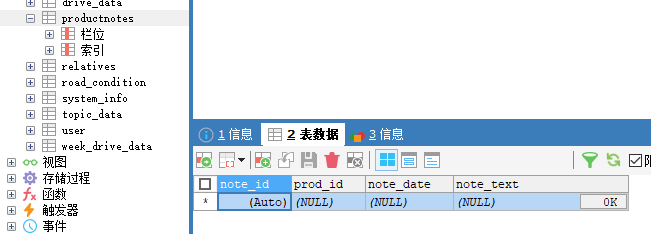 drive_data
productnotes
栏位
索引
relatives
road_condition
system_info
topic_data
user
week_drive_data
视图
存储过程
函数
触发器
事件
1 信息 2 表数据 3 信息
限
note_id prod_id note_date note_text
* (Auto) (NULL) (NULL) (NULL) 0K